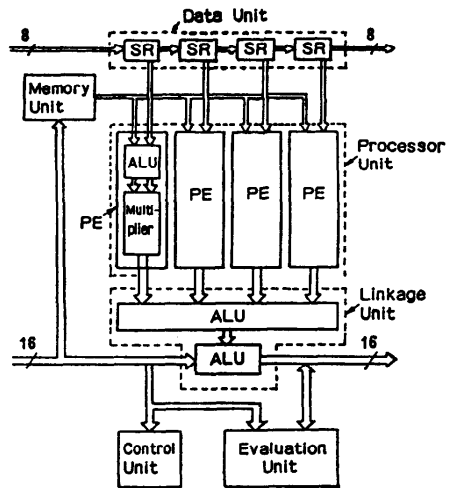 Data Unit
8
SR
SR
SR
SR
8
Memory
Unit
Processor
Unit
ALU
Multi-
plier
PE
PE
PE
PE
Linkage
Unit
ALU
16
ALU
16
Control
Unit
Evaluation
Unit